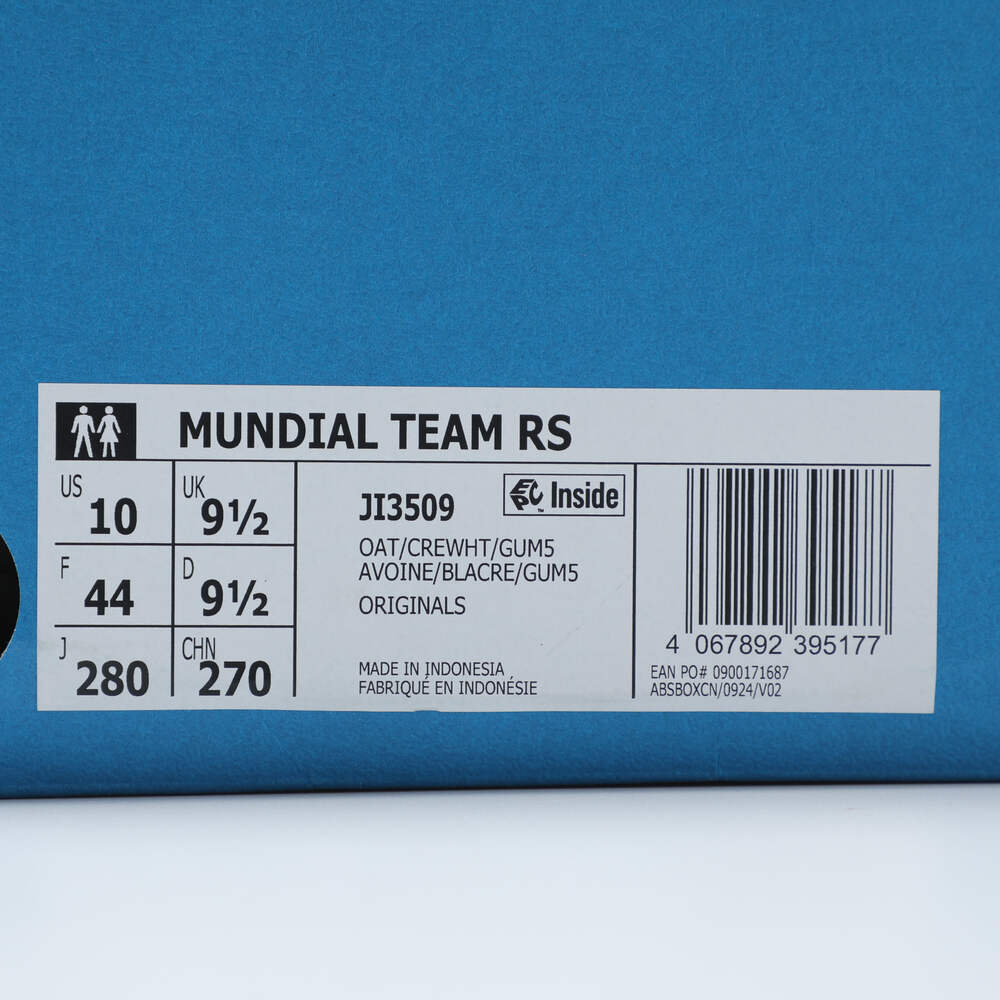 MUNDIAL TEAM RS
US 10 UK 9½
F 44 D 9½
J 280 CHN 270
JI3509
EPC™ Inside
OAT/CREWHT/GUM5
AVOINE/BLACRE/GUM5
ORIGINALS
MADE IN INDONESIA
FABRIQUÉ EN INDONÉSIE
4 067892 395177
EAN PO# 0900171687
ABSBOXCN/0924/V02